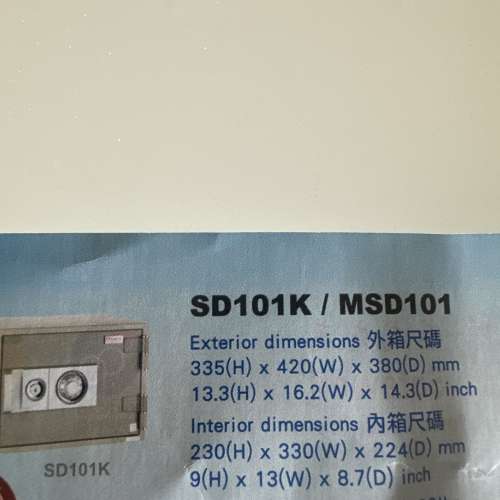 SD101K / MSD101
Exterior dimensions 外箱尺碼
335(H) x 420(W) x 380(D) mm
13.3(H) x 16.2(W) x 14.3(D) inch
Interior dimensions 內箱尺碼
230(H) x 330(W) x 224(D) mm
9(H) x 13(W) x 8.7(D) inch
SD101K